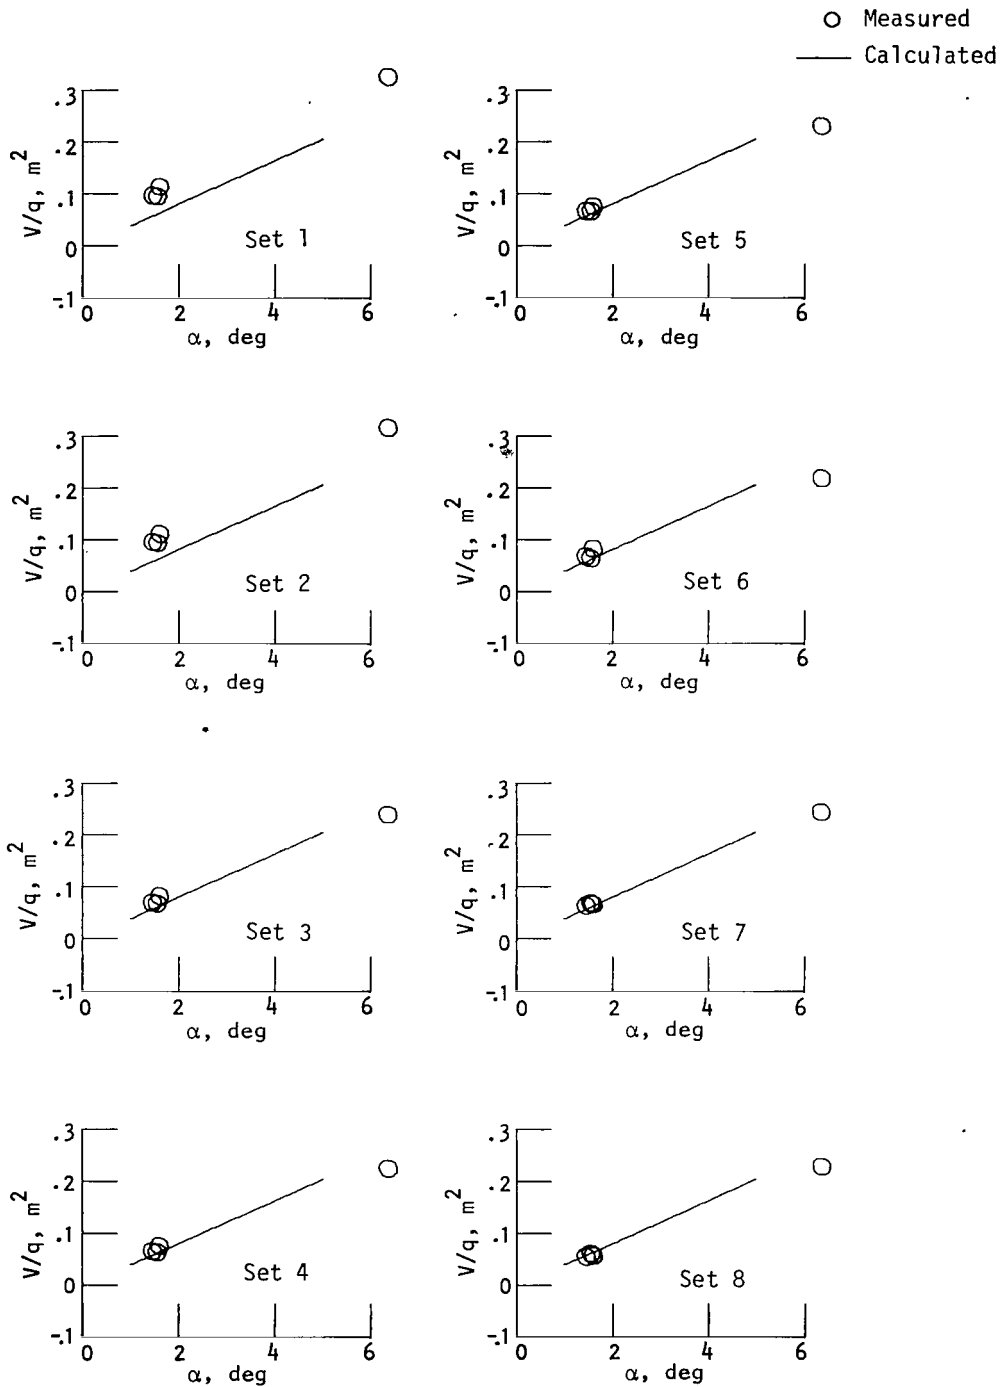 Measured
Calculated
V/q, m²
.3
.2
.1
0
-.1
Set 1
0 2 4 6
α, deg
V/q, m²
.3
.2
.1
0
-.1
Set 5
0 2 4 6
α, deg
V/q, m²
.3
.2
.1
0
-.1
Set 2
0 2 4 6
α, deg
V/q, m²
.3
.2
.1
0
-.1
Set 6
0 2 4 6
α, deg
V/q, m²
.3
.2
.1
0
-.1
Set 3
0 2 4 6
α, deg
V/q, m²
.3
.2
.1
0
-.1
Set 7
0 2 4 6
α, deg
V/q, m²
.3
.2
.1
0
-.1
Set 4
0 2 4 6
α, deg
V/q, m²
.3
.2
.1
0
-.1
Set 8
0 2 4 6
α, deg